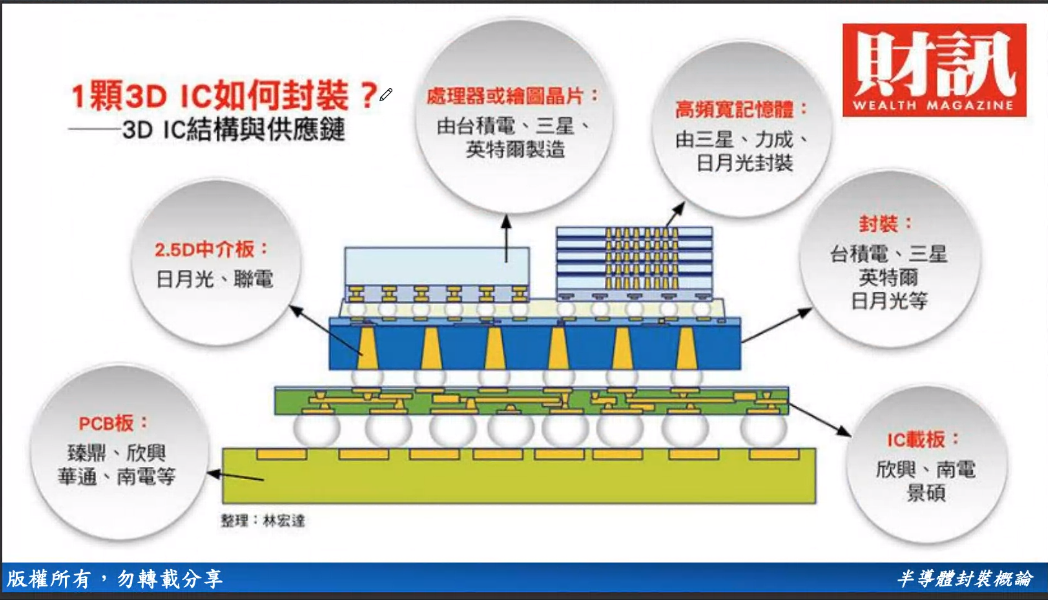 1顆3D IC如何封裝？
——3D IC結構與供應鏈
財訊
WEALTH MAGAZINE
處理器或繪圖晶片：
由台積電、三星、
英特爾製造
高頻寬記憶體：
由三星、力成、
日月光封裝
2.5D中介板：
日月光、聯電
封裝：
台積電、三星
英特爾
日月光等
PCB板：
臻鼎、欣興
華通、南電等
IC載板：
欣興、南電
景碩
整理：林宏達
版權所有，勿轉載分享
半導體封裝概論